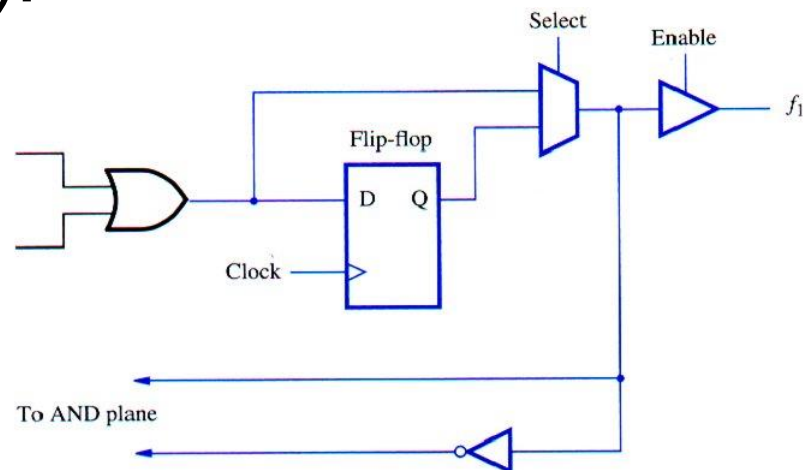 Select
Enable
f1
Flip-flop
D Q
Clock
To AND plane